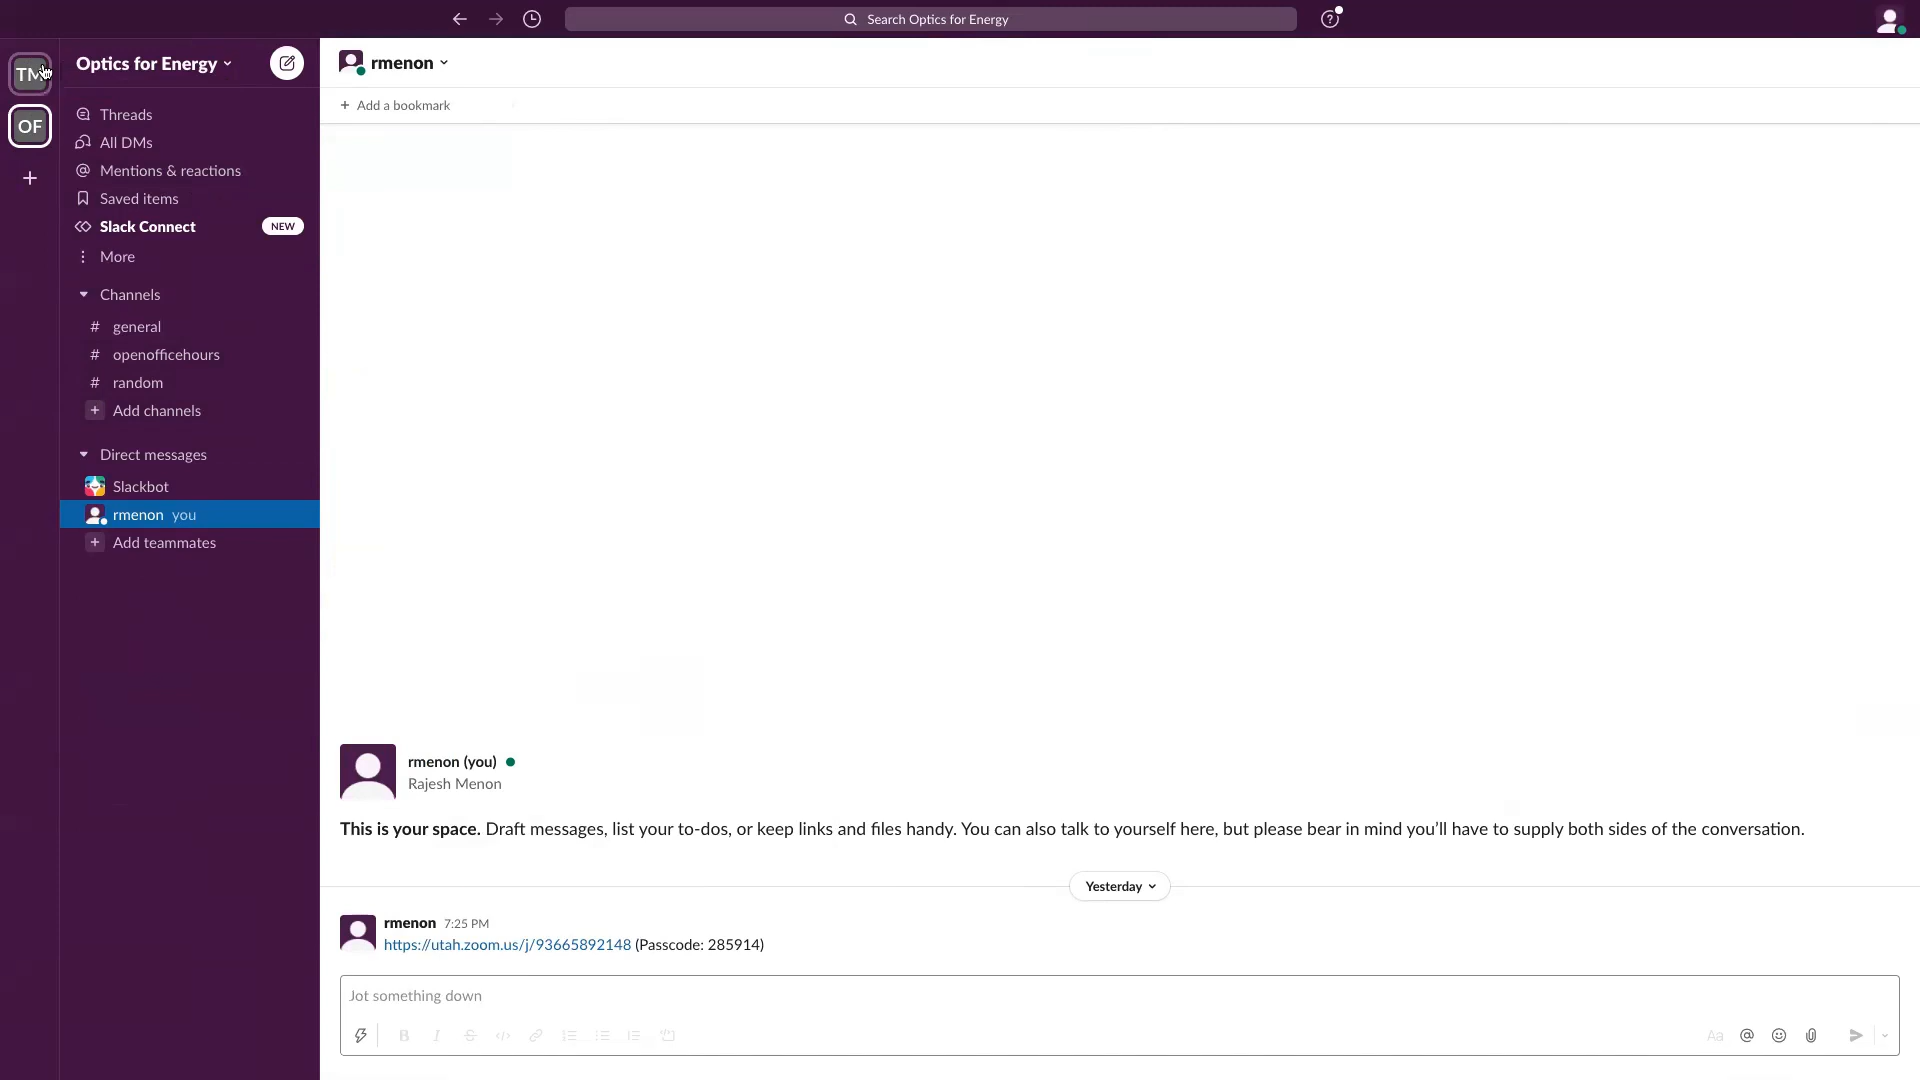 Search Optics for Energy
TM
OF
Optics for Energy
Threads
All DMs
Mentions & reactions
Saved items
Slack Connect NEW
More
Channels
# general
# openofficehours
# random
+ Add channels
Direct messages
Slackbot
rmenon you
+ Add teammates
rmenon
+ Add a bookmark
rmenon (you)
Rajesh Menon
This is your space. Draft messages, list your to-dos, or keep links and files handy. You can also talk to yourself here, but please bear in mind you’ll have to supply both sides of the conversation.
Yesterday
rmenon 7:25 PM
https://utah.zoom.us/j/93665892148 (Passcode: 285914)
Jot something down
B I S
Aa @